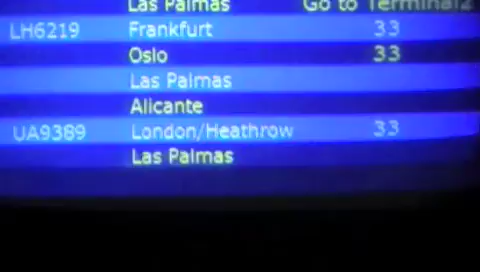 Las Palmas Go to Terminal2
LH6219 Frankfurt 33
Oslo 33
Las Palmas
Alicante
UA9389 London/Heathrow 33
Las Palmas